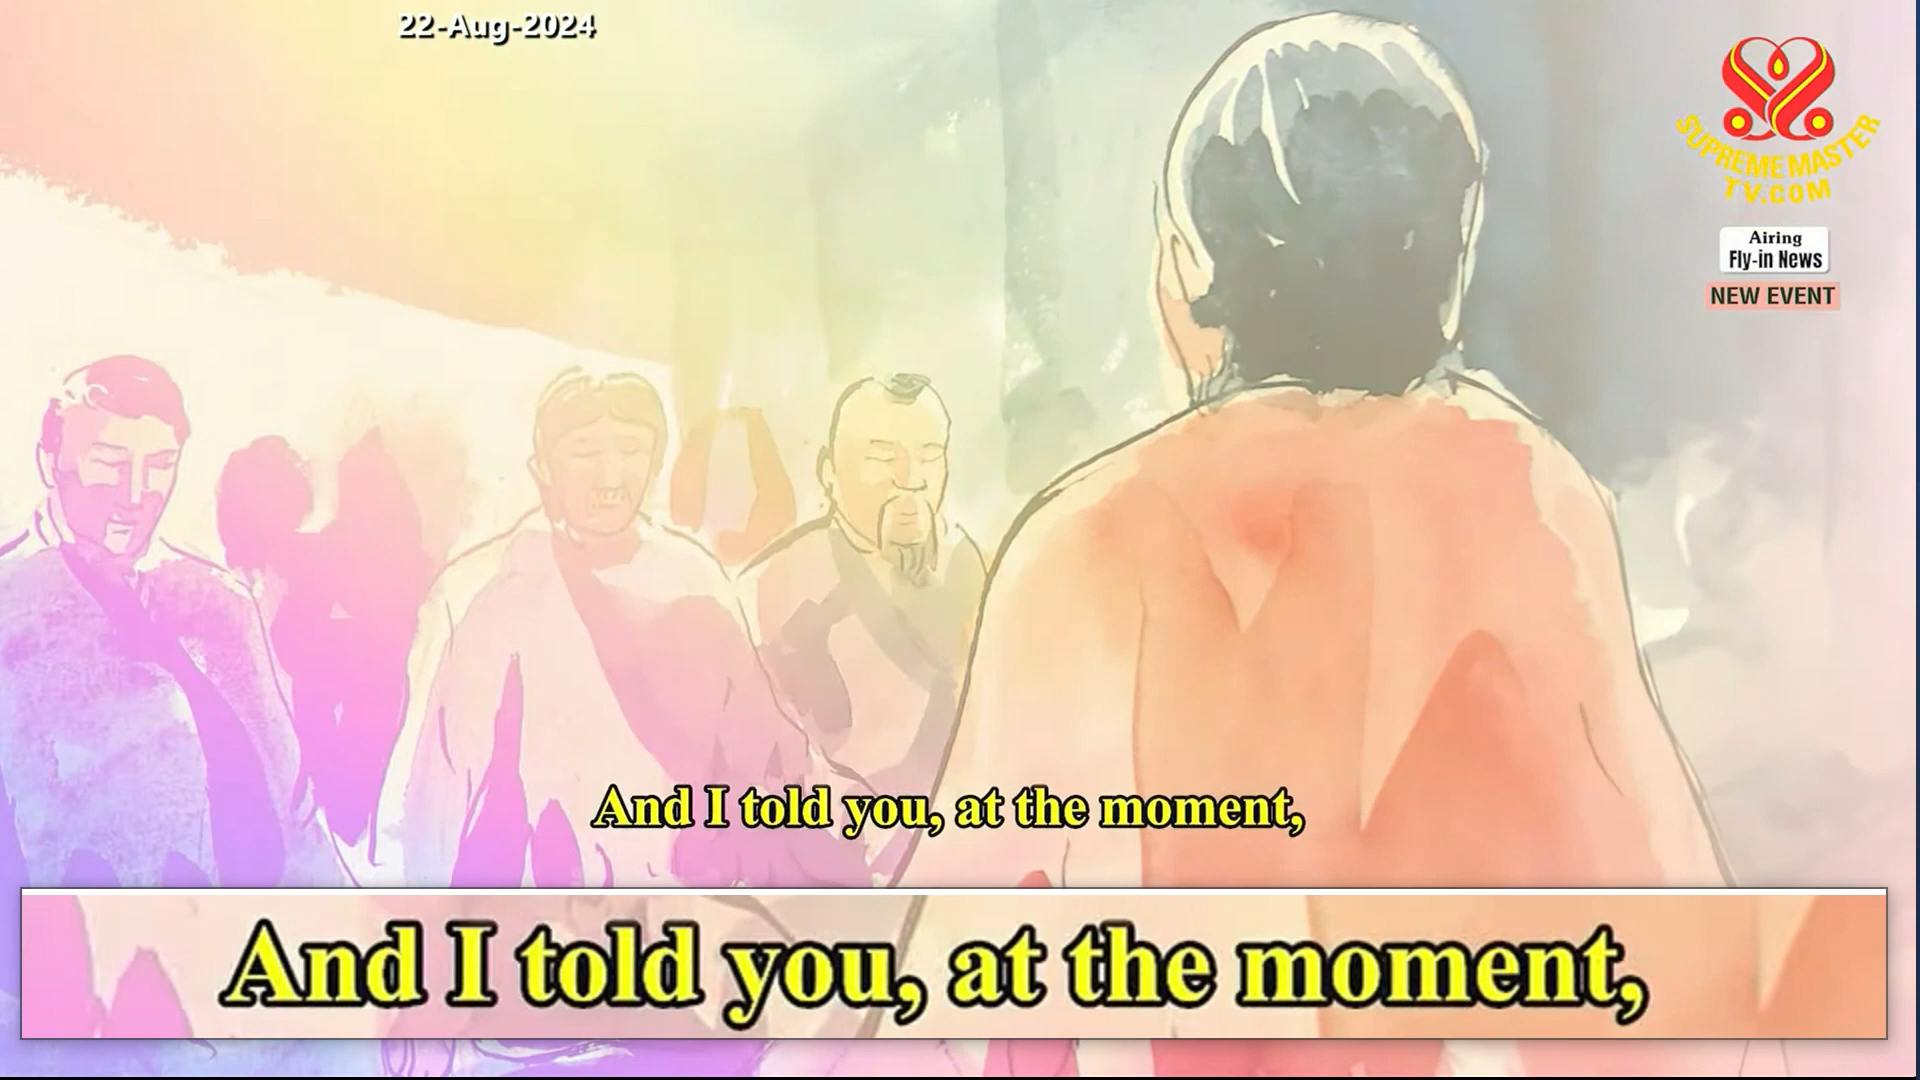 22-Aug-2024
SUPREME MASTER
TV.COM
Airing
Fly-in News
NEW EVENT
And I told you, at the moment,
And I told you, at the moment,